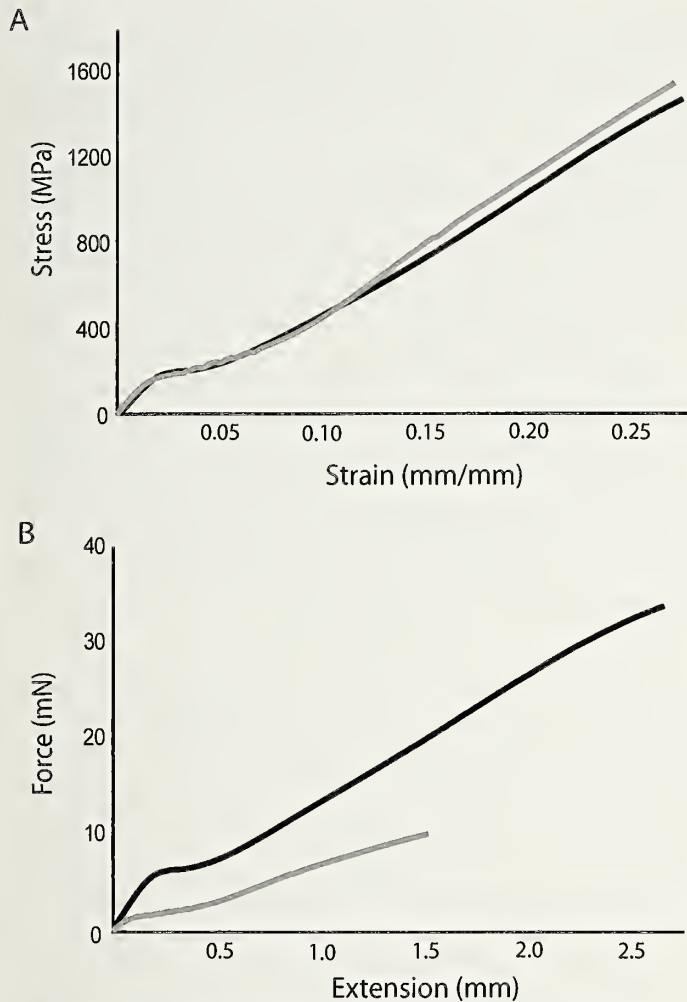 A
Stress (MPa)
1600
1200
800
400
0
0.05 0.10 0.15 0.20 0.25
Strain (mm/mm)
B
Force (mN)
40
30
20
10
0
0.5 1.0 1.5 2.0 2.5
Extension (mm)